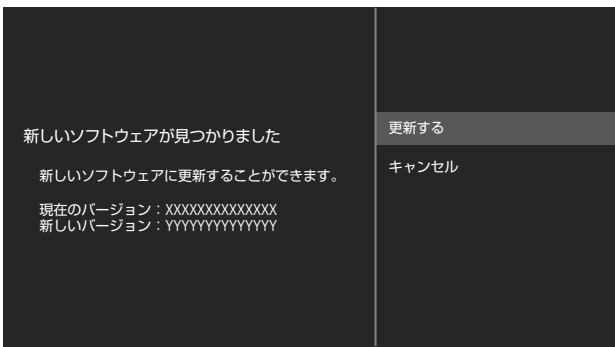 新しいソフトウェアが見つかりました
新しいソフトウェアに更新することができます。
現在のバージョン：XXXXXXXXXXXXXX
新しいバージョン：YYYYYYYYYYYYYY
更新する
キャンセル